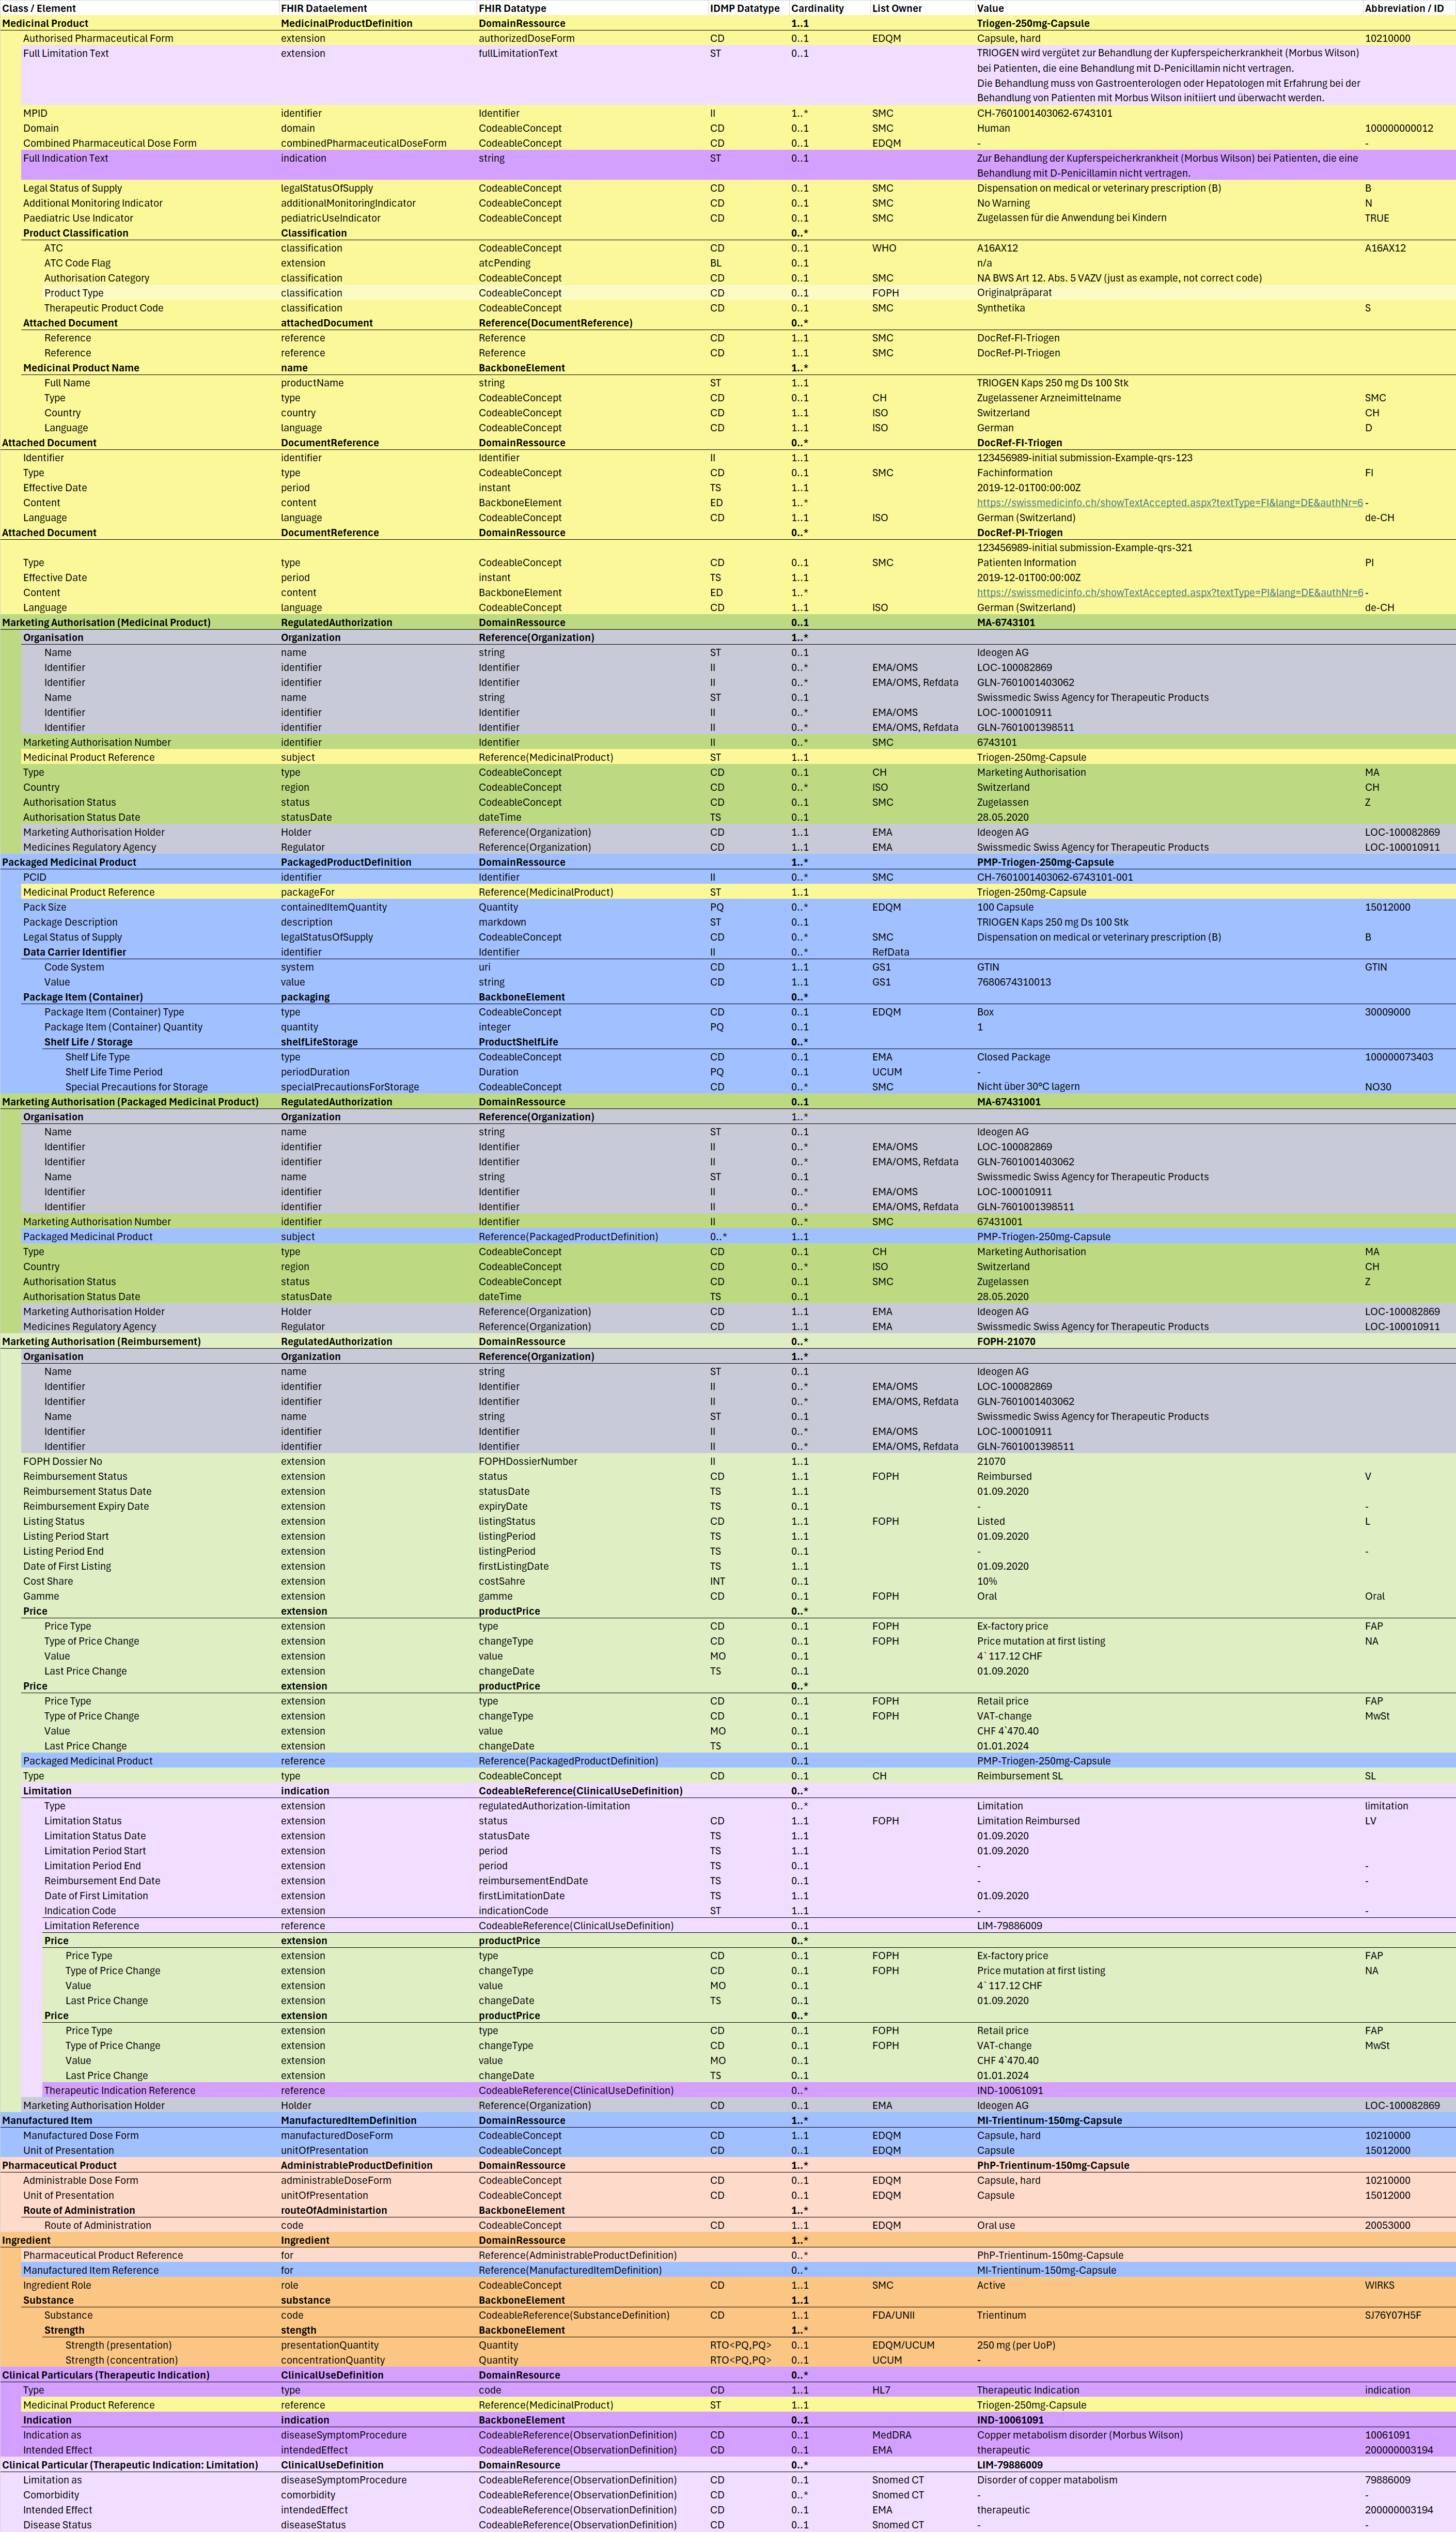 Class / Element FHIR Dataelement FHIR Datatype IDMP Datatype Cardinality List Owner Value Abbreviation / ID
Medicinal Product MedicinalProductDefinition DomainRessource 1..1 Triogen-250mg-Capsule
Authorised Pharmaceutical Form extension authorizedDoseForm CD 0..1 EDQM Capsule, hard 10210000
Full Limitation Text extension fullLimitationText ST 0..1 TRIOGEN wird vergütet zur Behandlung der Kupferspeicherkrankheit (Morbus Wilson)
bei Patienten, die eine Behandlung mit D-Penicillamin nicht vertragen.
Die Behandlung muss von Gastroenterologen oder Hepatologen mit Erfahrung bei der
Behandlung von Patienten mit Morbus Wilson initiiert und überwacht werden.
MPID identifier Identifier II 1..* SMC CH-7601001403062-6743101
Domain domain CodeableConcept CD 0..1 SMC Human 100000000012
Combined Pharmaceutical Dose Form combinedPharmaceuticalDoseForm CodeableConcept CD 0..1 EDQM - -
Full Indication Text indication string ST 0..1 Zur Behandlung der Kupferspeicherkrankheit (Morbus Wilson) bei Patienten, die eine
Behandlung mit D-Penicillamin nicht vertragen.
Legal Status of Supply legalStatusOfSupply CodeableConcept CD 0..1 SMC Dispensation on medical or veterinary prescription (B) B
Additional Monitoring Indicator additionalMonitoringIndicator CodeableConcept CD 0..1 SMC No Warning N
Paediatric Use Indicator pediatricUseIndicator CodeableConcept CD 0..1 SMC Zugelassen für die Anwendung bei Kindern TRUE
Product Classification Classification 0..*
ATC classification CodeableConcept CD 0..1 WHO A16AX12 A16AX12
ATC Code Flag extension atcPending BL 0..1 n/a
Authorisation Category classification CodeableConcept CD 0..1 SMC NA BWS Art 12. Abs. 5 VAZV (just as example, not correct code)
Product Type classification CodeableConcept CD 0..1 FOPH Originalpräparat
Therapeutic Product Code classification CodeableConcept CD 0..1 SMC Synthetika S
Attached Document attachedDocument Reference(DocumentReference) 0..*
Reference reference Reference CD 1..1 SMC DocRef-FI-Triogen
Reference reference Reference CD 1..1 SMC DocRef-PI-Triogen
Medicinal Product Name name BackboneElement 1..*
Full Name productName string ST 1..1 TRIOGEN Kaps 250 mg Ds 100 Stk
Type type CodeableConcept CD 0..1 CH Zugelassener Arzneimittelname SMC
Country country CodeableConcept CD 1..1 ISO Switzerland CH
Language language CodeableConcept CD 1..1 ISO German D
Attached Document DocumentReference DomainRessource 0..* DocRef-FI-Triogen
Identifier identifier Identifier II 1..1 123456989-initial submission-Example-qrs-123
Type type CodeableConcept CD 0..1 SMC Fachinformation FI
Effective Date period instant TS 1..1 2019-12-01T00:00:00Z
Content content BackboneElement ED 1..* https://swissmedicinfo.ch/showTextAccepted.aspx?textType=FI&lang=DE&authNr=6 -
Language language CodeableConcept CD 1..1 ISO German (Switzerland) de-CH
Attached Document DocumentReference DomainRessource 0..* DocRef-PI-Triogen
123456989-initial submission-Example-qrs-321
Type type CodeableConcept CD 0..1 SMC Patienten Information PI
Effective Date period instant TS 1..1 2019-12-01T00:00:00Z
Content content BackboneElement ED 1..* https://swissmedicinfo.ch/showTextAccepted.aspx?textType=PI&lang=DE&authNr=6 -
Language language CodeableConcept CD 1..1 ISO German (Switzerland) de-CH
Marketing Authorisation (Medicinal Product) RegulatedAuthorization DomainRessource 0..1 MA-6743101
Organisation Organization Reference(Organization) 1..*
Name name string ST 0..1 Ideogen AG
Identifier identifier Identifier II 0..* EMA/OMS LOC-100082869
Identifier identifier Identifier II 0..* EMA/OMS, Refdata GLN-7601001403062
Name name string ST 0..1 Swissmedic Swiss Agency for Therapeutic Products
Identifier identifier Identifier II 0..* EMA/OMS LOC-100010911
Identifier identifier Identifier II 0..* EMA/OMS, Refdata GLN-7601001398511
Marketing Authorisation Number identifier Identifier II 0..* SMC 6743101
Medicinal Product Reference subject Reference(MedicinalProduct) ST 1..1 Triogen-250mg-Capsule
Type type CodeableConcept CD 0..1 CH Marketing Authorisation MA
Country region CodeableConcept CD 0..* ISO Switzerland CH
Authorisation Status status CodeableConcept CD 0..1 SMC Zugelassen Z
Authorisation Status Date statusDate dateTime TS 0..1 28.05.2020
Marketing Authorisation Holder Holder Reference(Organization) CD 1..1 EMA Ideogen AG LOC-100082869
Medicines Regulatory Agency Regulator Reference(Organization) CD 1..1 EMA Swissmedic Swiss Agency for Therapeutic Products LOC-100010911
Packaged Medicinal Product PackagedProductDefinition DomainRessource 1..* PMP-Triogen-250mg-Capsule
PCID identifier Identifier II 0..* SMC CH-7601001403062-6743101-001
Medicinal Product Reference packageFor Reference(MedicinalProduct) ST 1..1 Triogen-250mg-Capsule
Pack Size containedItemQuantity Quantity PQ 0..* EDQM 100 Capsule 15012000
Package Description description markdown ST 0..1 TRIOGEN Kaps 250 mg Ds 100 Stk
Legal Status of Supply legalStatusOfSupply CodeableConcept CD 0..* SMC Dispensation on medical or veterinary prescription (B) B
Data Carrier Identifier identifier Identifier II 0..* RefData
Code System system uri CD 1..1 GS1 GTIN GTIN
Value value string CD 1..1 GS1 7680674310013
Package Item (Container) packaging BackboneElement 0..*
Package Item (Container) Type type CodeableConcept CD 0..1 EDQM Box 30009000
Package Item (Container) Quantity quantity integer PQ 0..1 1
Shelf Life / Storage shelfLifeStorage ProductShelfLife 0..*
Shelf Life Type type CodeableConcept CD 0..1 EMA Closed Package 100000073403
Shelf Life Time Period periodDuration Duration PQ 0..1 UCUM -
Special Precautions for Storage specialPrecautionsForStorage CodeableConcept CD 0..* SMC Nicht über 30°C lagern NO30
Marketing Authorisation (Packaged Medicinal Product) RegulatedAuthorization DomainRessource 0..1 MA-67431001
Organisation Organization Reference(Organization) 1..*
Name name string ST 0..1 Ideogen AG
Identifier identifier Identifier II 0..* EMA/OMS LOC-100082869
Identifier identifier Identifier II 0..* EMA/OMS, Refdata GLN-7601001403062
Name name string ST 0..1 Swissmedic Swiss Agency for Therapeutic Products
Identifier identifier Identifier II 0..* EMA/OMS LOC-100010911
Identifier identifier Identifier II 0..* EMA/OMS, Refdata GLN-7601001398511
Marketing Authorisation Number identifier Identifier II 0..* SMC 67431001
Packaged Medicinal Product subject Reference(PackagedProductDefinition) 0..* 1..1 PMP-Triogen-250mg-Capsule
Type type CodeableConcept CD 0..1 CH Marketing Authorisation MA
Country region CodeableConcept CD 0..* ISO Switzerland CH
Authorisation Status status CodeableConcept CD 0..1 SMC Zugelassen Z
Authorisation Status Date statusDate dateTime TS 0..1 28.05.2020
Marketing Authorisation Holder Holder Reference(Organization) CD 1..1 EMA Ideogen AG LOC-100082869
Medicines Regulatory Agency Regulator Reference(Organization) CD 1..1 EMA Swissmedic Swiss Agency for Therapeutic Products LOC-100010911
Marketing Authorisation (Reimbursement) RegulatedAuthorization DomainRessource 0..* FOPH-21070
Organisation Organization Reference(Organization) 1..*
Name name string ST 0..1 Ideogen AG
Identifier identifier Identifier II 0..* EMA/OMS LOC-100082869
Identifier identifier Identifier II 0..* EMA/OMS, Refdata GLN-7601001403062
Name name string ST 0..1 Swissmedic Swiss Agency for Therapeutic Products
Identifier identifier Identifier II 0..* EMA/OMS LOC-100010911
Identifier identifier Identifier II 0..* EMA/OMS, Refdata GLN-7601001398511
FOPH Dossier No extension FOPHDossierNumber II 1..1 21070
Reimbursement Status extension status CD 1..1 FOPH Reimbursed V
Reimbursement Status Date extension statusDate TS 1..1 01.09.2020
Reimbursement Expiry Date extension expiryDate TS 0..1 - -
Listing Status extension listingStatus CD 1..1 FOPH Listed L
Listing Period Start extension listingPeriod TS 1..1 01.09.2020
Listing Period End extension listingPeriod TS 0..1 - -
Date of First Listing extension firstListingDate TS 1..1 01.09.2020
Cost Share extension costSahre INT 0..1 10%
Gamme extension gamme CD 0..1 FOPH Oral Oral
Price extension productPrice 0..*
Price Type extension type CD 0..1 FOPH Ex-factory price FAP
Type of Price Change extension changeType CD 0..1 FOPH Price mutation at first listing NA
Value extension value MO 0..1 4`117.12 CHF
Last Price Change extension changeDate TS 0..1 01.09.2020
Price extension productPrice 0..*
Price Type extension type CD 0..1 FOPH Retail price FAP
Type of Price Change extension changeType CD 0..1 FOPH VAT-change MwSt
Value extension value MO 0..1 CHF 4`470.40
Last Price Change extension changeDate TS 0..1 01.01.2024
Packaged Medicinal Product reference Reference(PackagedProductDefinition) 0..1 PMP-Triogen-250mg-Capsule
Type type CodeableConcept CD 0..1 CH Reimbursement SL SL
Limitation indication CodeableReference(ClinicalUseDefinition) 0..*
Type extension regulatedAuthorization-limitation 0..* Limitation limitation
Limitation Status extension status CD 1..1 FOPH Limitation Reimbursed LV
Limitation Status Date extension statusDate TS 1..1 01.09.2020
Limitation Period Start extension period TS 1..1 01.09.2020
Limitation Period End extension period TS 0..1 - -
Reimbursement End Date extension reimbursementEndDate TS 0..1 - -
Date of First Limitation extension firstLimitationDate TS 1..1 01.09.2020
Indication Code extension indicationCode ST 1..1 - -
Limitation Reference reference CodeableReference(ClinicalUseDefinition) 0..1 LIM-79886009
Price extension productPrice 0..*
Price Type extension type CD 0..1 FOPH Ex-factory price FAP
Type of Price Change extension changeType CD 0..1 FOPH Price mutation at first listing NA
Value extension value MO 0..1 4`117.12 CHF
Last Price Change extension changeDate TS 0..1 01.09.2020
Price extension productPrice 0..*
Price Type extension type CD 0..1 FOPH Retail price FAP
Type of Price Change extension changeType CD 0..1 FOPH VAT-change MwSt
Value extension value MO 0..1 CHF 4`470.40
Last Price Change extension changeDate TS 0..1 01.01.2024
Therapeutic Indication Reference reference CodeableReference(ClinicalUseDefinition) 0..* IND-10061091
Marketing Authorisation Holder Holder Reference(Organization) CD 0..1 EMA Ideogen AG LOC-100082869
Manufactured Item ManufacturedItemDefinition DomainRessource 1..* MI-Trientinum-150mg-Capsule
Manufactured Dose Form manufacturedDoseForm CodeableConcept CD 1..1 EDQM Capsule, hard 10210000
Unit of Presentation unitOfPresentation CodeableConcept CD 0..1 EDQM Capsule 15012000
Pharmaceutical Product AdministrableProductDefinition DomainRessource 1..* PhP-Trientinum-150mg-Capsule
Administrable Dose Form administrableDoseForm CodeableConcept CD 0..1 EDQM Capsule, hard 10210000
Unit of Presentation unitOfPresentation CodeableConcept CD 0..1 EDQM Capsule 15012000
Route of Administration routeOfAdministartion BackboneElement 1..*
Route of Administration code CodeableConcept CD 1..1 EDQM Oral use 20053000
Ingredient Ingredient DomainRessource 1..*
Pharmaceutical Product Reference for Reference(AdministrableProductDefinition) 0..* PhP-Trientinum-150mg-Capsule
Manufactured Item Reference for Reference(ManufacturedItemDefinition) 0..* MI-Trientinum-150mg-Capsule
Ingredient Role role CodeableConcept CD 1..1 SMC Active WIRKS
Substance substance BackboneElement 1..1
Substance code CodeableReference(SubstanceDefinition) CD 1..1 FDA/UNII Trientinum SJ76Y07H5F
Strength stength BackboneElement 1..*
Strength (presentation) presentationQuantity Quantity RTO<PQ,PQ> 0..1 EDQM/UCUM 250 mg (per UoP)
Strength (concentration) concentrationQuantity Quantity RTO<PQ,PQ> 0..1 UCUM -
Clinical Particulars (Therapeutic Indication) ClinicalUseDefinition DomainResource 0..*
Type type code CD 1..1 HL7 Therapeutic Indication indication
Medicinal Product Reference reference Reference(MedicinalProduct) ST 1..1 Triogen-250mg-Capsule
Indication indication BackboneElement 0..1 IND-10061091
Indication as diseaseSymptomProcedure CodeableReference(ObservationDefinition) CD 0..1 MedDRA Copper metabolism disorder (Morbus Wilson) 10061091
Intended Effect intendedEffect CodeableReference(ObservationDefinition) CD 0..1 EMA therapeutic 200000003194
Clinical Particular (Therapeutic Indication: Limitation) ClinicalUseDefinition DomainResource 0..* LIM-79886009
Limitation as diseaseSymptomProcedure CodeableReference(ObservationDefinition) CD 0..1 Snomed CT Disorder of copper matabolism 79886009
Comorbidity comorbidity CodeableReference(ObservationDefinition) CD 0..* Snomed CT - -
Intended Effect intendedEffect CodeableReference(ObservationDefinition) CD 0..1 EMA therapeutic 200000003194
Disease Status diseaseStatus CodeableReference(ObservationDefinition) CD 0..1 Snomed CT - -